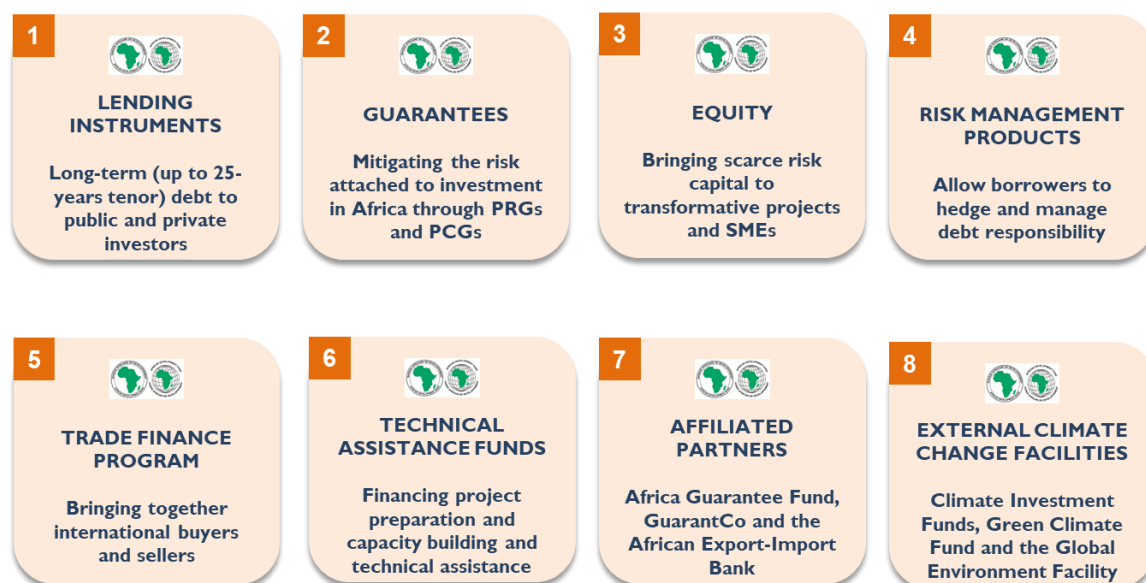 1
LENDING
INSTRUMENTS
Long-term (up to 25-
years tenor) debt to
public and private
investors
2
GUARANTEES
Mitigating the risk
attached to investment
in Africa through PRGs
and PCGs
3
EQUITY
Bringing scarce risk
capital to
transformative projects
and SMEs
4
RISK MANAGEMENT
PRODUCTS
Allow borrowers to
hedge and manage
debt responsibility
5
TRADE FINANCE
PROGRAM
Bringing together
international buyers
and sellers
6
TECHNICAL
ASSISTANCE FUNDS
Financing project
preparation and
capacity building and
technical assistance
7
AFFILIATED
PARTNERS
Africa Guarantee Fund,
GuarantCo and the
African Export-Import
Bank
8
EXTERNAL CLIMATE
CHANGE FACILITIES
Climate Investment
Funds, Green Climate
Fund and the Global
Environment Facility